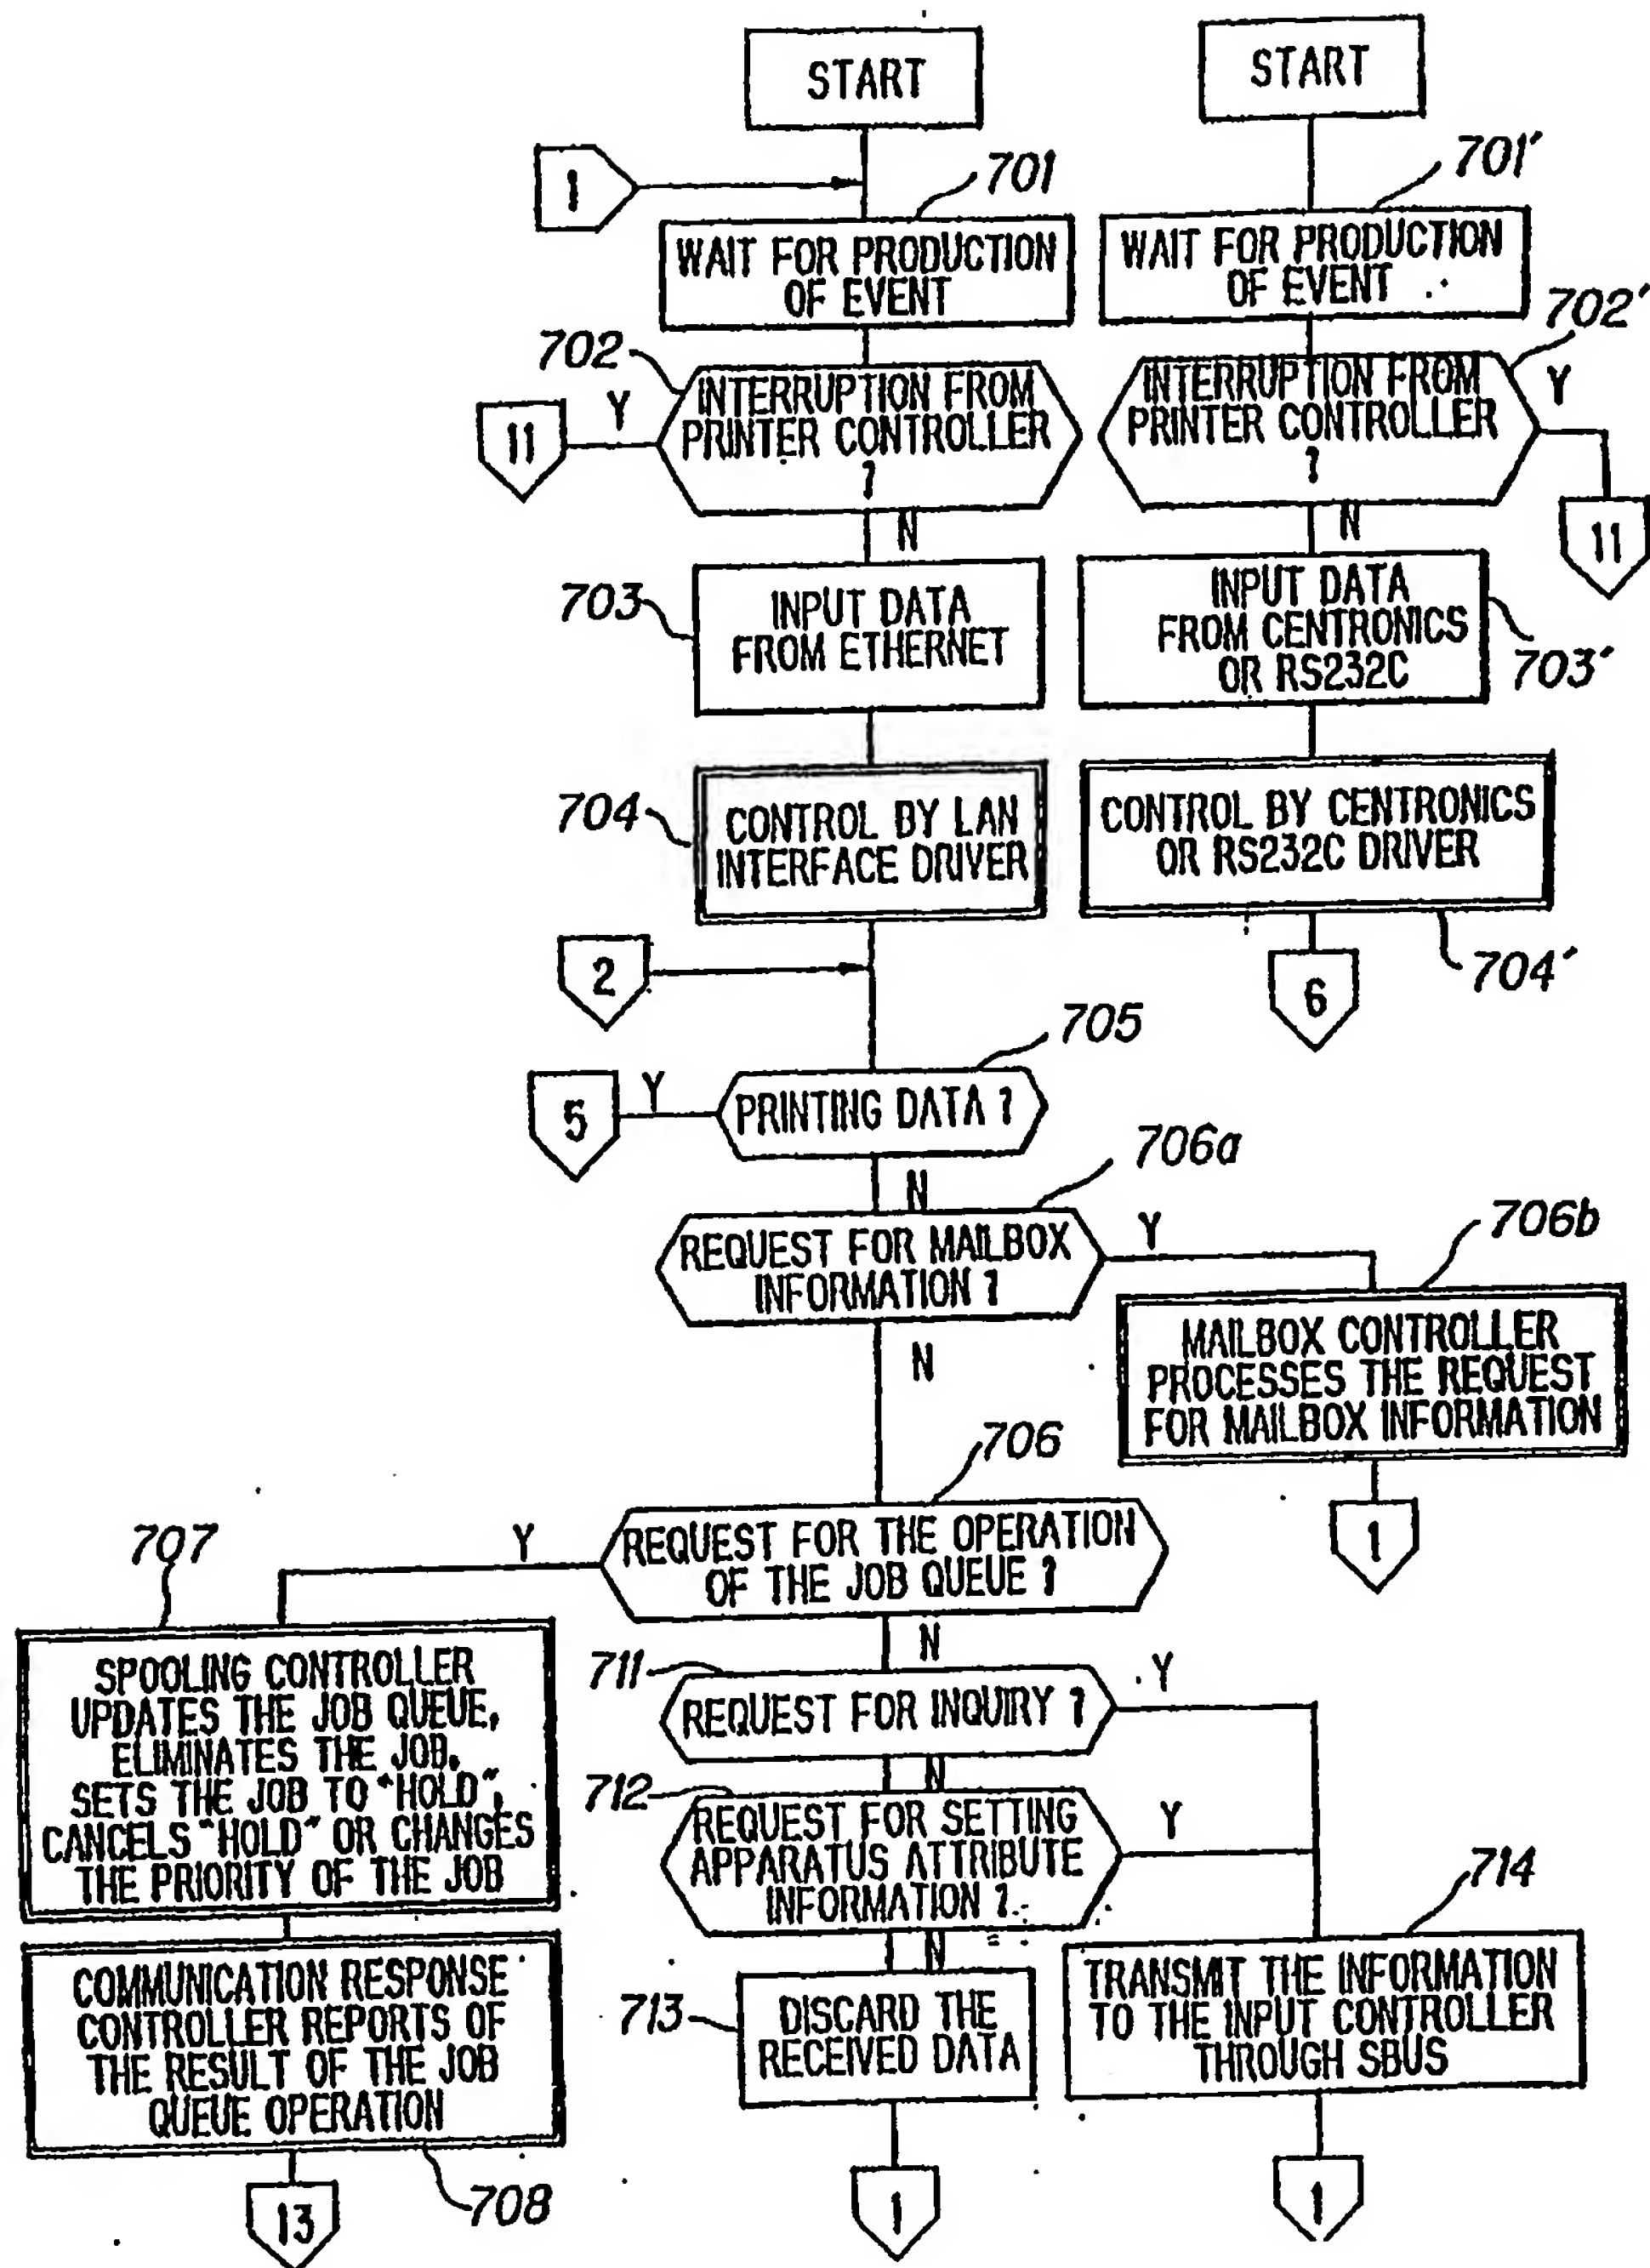 START
START
1
701
701'
WAIT FOR PRODUCTION
OF EVENT
WAIT FOR PRODUCTION
OF EVENT
702
702'
Y
INTERRUPTION FROM
PRINTER CONTROLLER
?
INTERRUPTION FROM
PRINTER CONTROLLER
?
Y
11
N
N
11
703
INPUT DATA
FROM ETHERNET
INPUT DATA
FROM CENTRONICS
OR RS232C
703'
704
CONTROL BY LAN
INTERFACE DRIVER
CONTROL BY CENTRONICS
OR RS232C DRIVER
704'
2
6
705
5
Y
PRINTING DATA ?
706a
N
REQUEST FOR MAILBOX
INFORMATION ?
Y
706b
N
MAILBOX CONTROLLER
PROCESSES THE REQUEST
FOR MAILBOX INFORMATION
1
706
707
Y
REQUEST FOR THE OPERATION
OF THE JOB QUEUE ?
N
SPOOLING CONTROLLER
UPDATES THE JOB QUEUE,
ELIMINATES THE JOB,
SETS THE JOB TO "HOLD",
CANCELS "HOLD" OR CHANGES
THE PRIORITY OF THE JOB
711
REQUEST FOR INQUIRY ?
Y
N
712
REQUEST FOR SETTING
APPARATUS ATTRIBUTE
INFORMATION ?
Y
714
N
COMMUNICATION RESPONSE
CONTROLLER REPORTS OF
THE RESULT OF THE JOB
QUEUE OPERATION
708
13
713
DISCARD THE
RECEIVED DATA
1
TRANSMIT THE INFORMATION
TO THE INPUT CONTROLLER
THROUGH SBUS
1